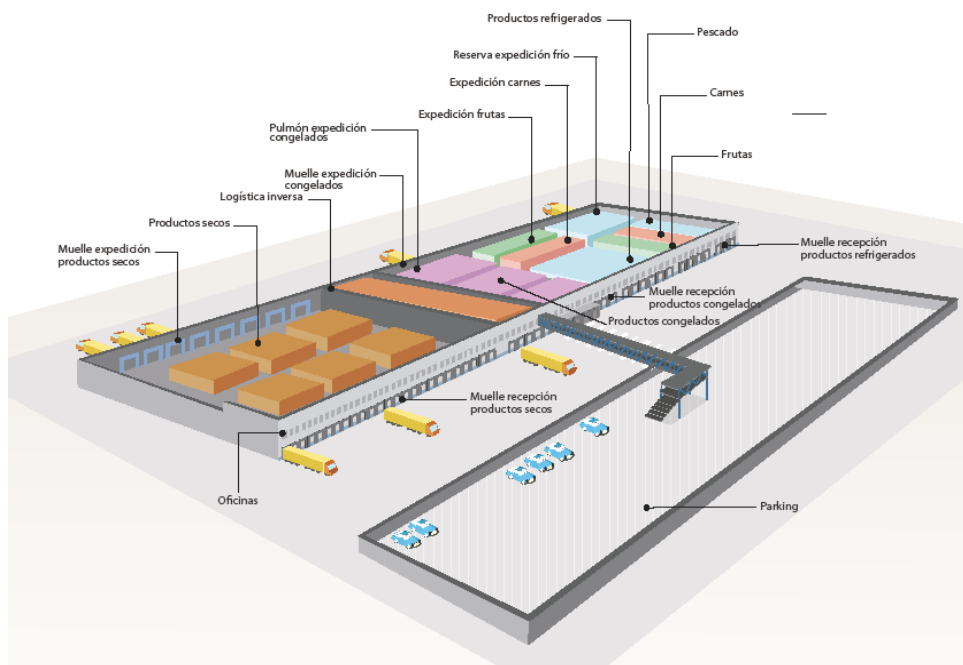 Productos refrigerados
Pescado
Reserva expedición frío
Expedición carnes
Carnes
Expedición frutas
Pulmón expedición
congelados
Frutas
Muelle expedición
congelados
Logística inversa
Productos secos
Muelle expedición
productos secos
Muelle recepción
productos refrigerados
Muelle recepción
productos congelados
Productos congelados
Muelle recepción
productos secos
Oficinas
Parking